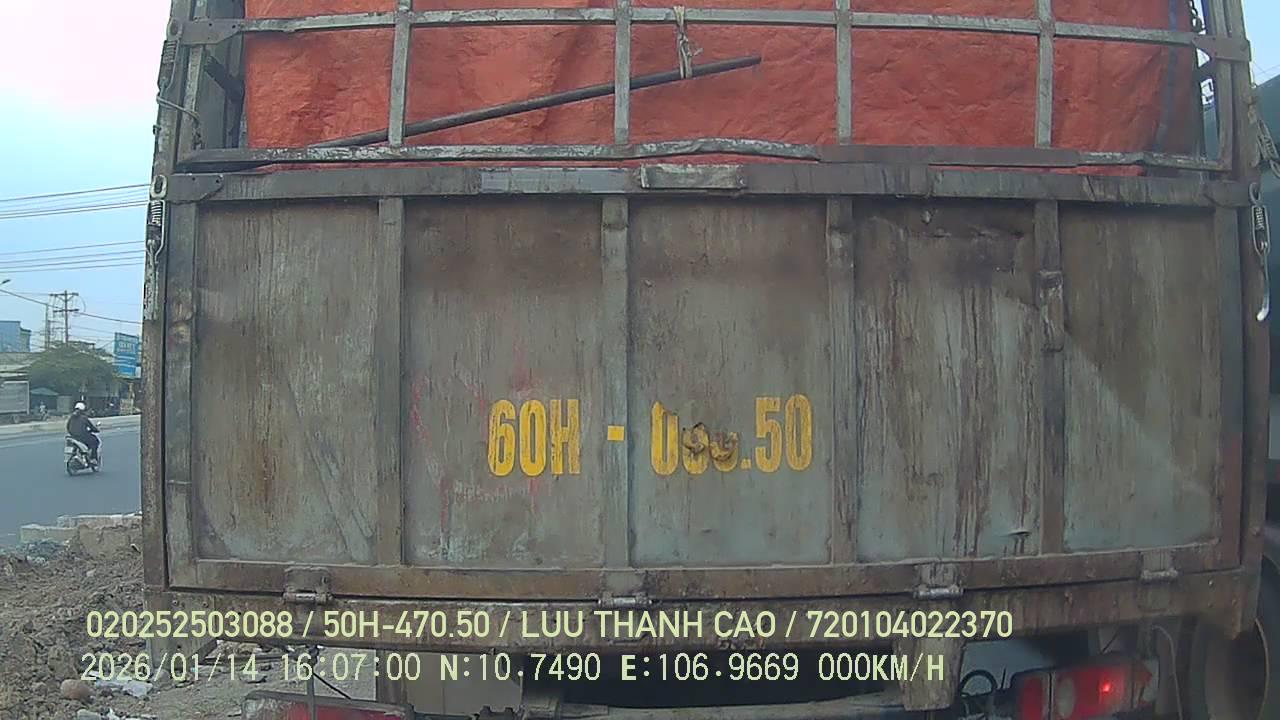 60H -
.50
020252503088 / 50H-470.50 / LUU THANH CAO / 720104022370
2026/01/14 16:07:00 N:10.7490 E:106.9669 000KM/H